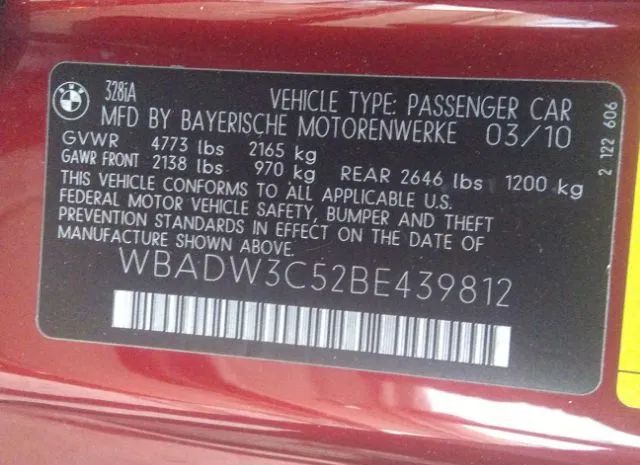 BMW
328iA
VEHICLE TYPE: PASSENGER CAR
MFD BY BAYERISCHE MOTORENWERKE 03/10
GVWR 4773 lbs 2165 kg
GAWR FRONT 2138 lbs 970 kg REAR 2646 lbs 1200 kg
THIS VEHICLE CONFORMS TO ALL APPLICABLE U.S.
FEDERAL MOTOR VEHICLE SAFETY, BUMPER AND THEFT
PREVENTION STANDARDS IN EFFECT ON THE DATE OF
MANUFACTURE SHOWN ABOVE.
WBADW3C52BE439812
2 122 606